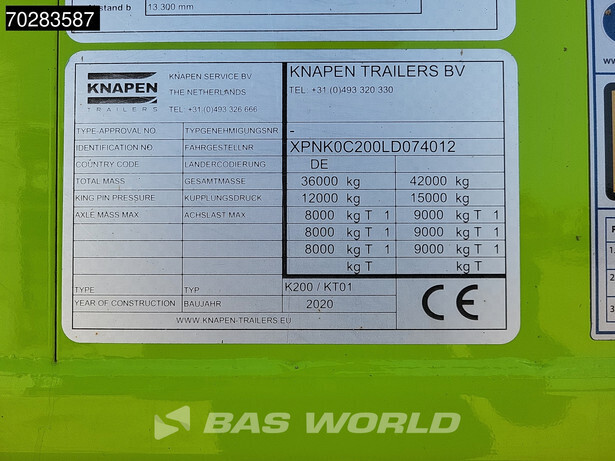 70283587
stand b 13 300 mm
KNAPEN
TRAILERS
KNAPEN SERVICE BV
THE NETHERLANDS
TEL: +31 (0)493 326 666
KNAPEN TRAILERS BV
TEL: +31(0)493 320 330
TYPE-APPROVAL NO. TYPGENEHMIGUNGSNR -
IDENTIFICATION NO FAHRGESTELLNR XPNK0C200LD074012
COUNTRY CODE LÄNDERCODIERUNG DE
TOTAL MASS GESAMTMASSE 36000 kg 42000 kg
KING PIN PRESSURE KUPPLUNGSDRUCK 12000 kg 15000 kg
AXLE MASS MAX ACHSLAST MAX 8000 kg T 1 9000 kg T 1
8000 kg T 1 9000 kg T 1
8000 kg T 1 9000 kg T 1
kg T kg T
TYPE TYP K200 / KT01
YEAR OF CONSTRUCTION BAUJAHR 2020
CE
WWW.KNAPEN-TRAILERS.EU
BAS WORLD